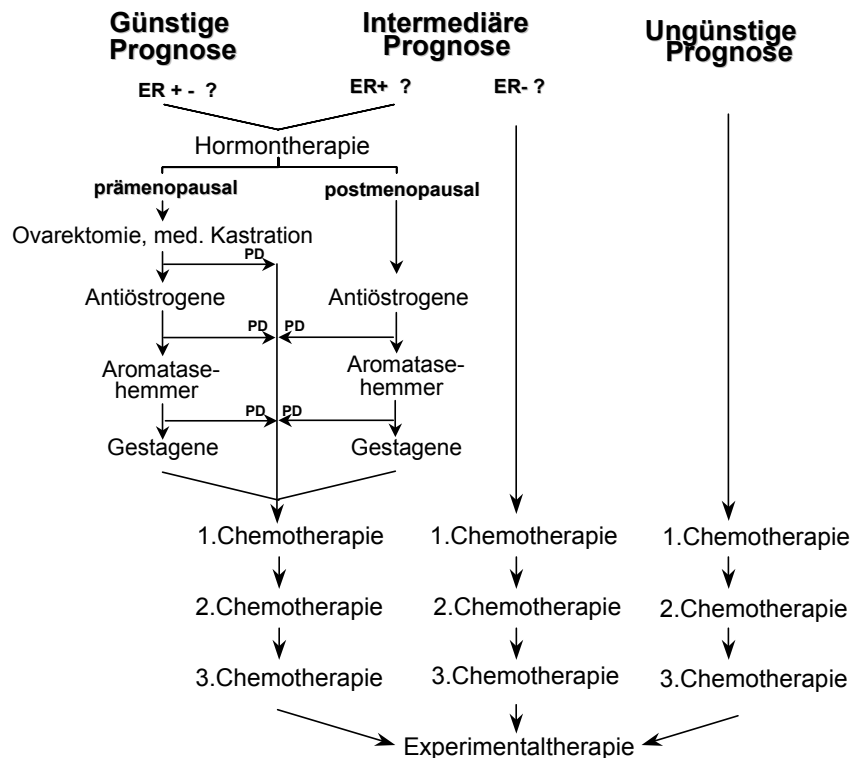 Günstige
Prognose
Intermediäre
Prognose
Ungünstige
Prognose
ER + - ?
ER+ ?
ER- ?
Hormontherapie
prämenopausal
postmenopausal
Ovarektomie, med. Kastration
PD
Antiöstrogene
Antiöstrogene
PD
PD
Aromatase-
hemmer
Aromatase-
hemmer
PD
PD
Gestagene
Gestagene
1.Chemotherapie
1.Chemotherapie
1.Chemotherapie
2.Chemotherapie
2.Chemotherapie
2.Chemotherapie
3.Chemotherapie
3.Chemotherapie
3.Chemotherapie
Experimentaltherapie